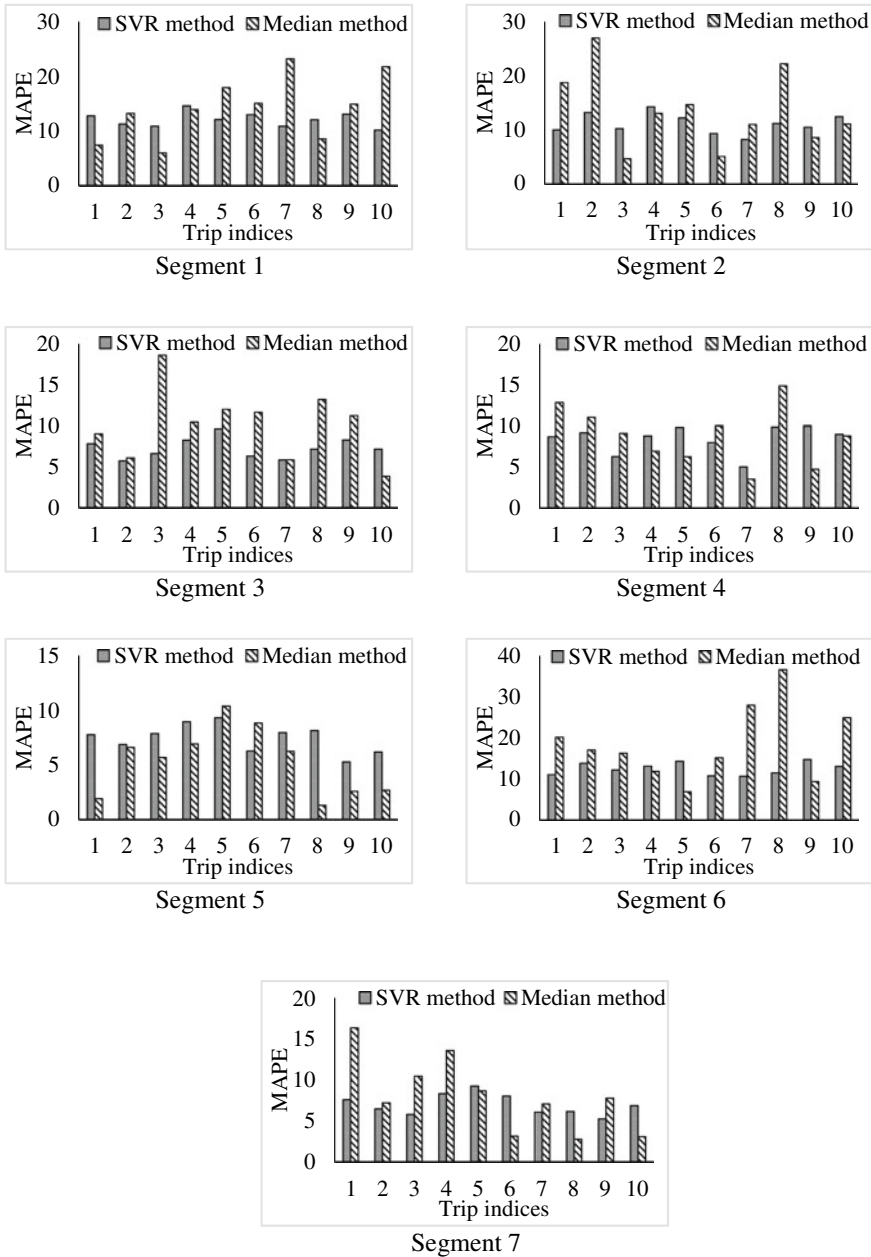 SVR method Median method
30
20
10
0
MAPE
1 2 3 4 5 6 7 8 9 10
Trip indices
Segment 1
SVR method Median method
30
20
10
0
MAPE
1 2 3 4 5 6 7 8 9 10
Trip indices
Segment 2
SVR method Median method
20
15
10
5
0
MAPE
1 2 3 4 5 6 7 8 9 10
Trip indices
Segment 3
SVR method Median method
20
15
10
5
0
MAPE
1 2 3 4 5 6 7 8 9 10
Trip indices
Segment 4
SVR method Median method
15
10
5
0
MAPE
1 2 3 4 5 6 7 8 9 10
Trip indices
Segment 5
SVR method Median method
40
30
20
10
0
MAPE
1 2 3 4 5 6 7 8 9 10
Trip indices
Segment 6
SVR method Median method
20
15
10
5
0
MAPE
1 2 3 4 5 6 7 8 9 10
Trip indices
Segment 7